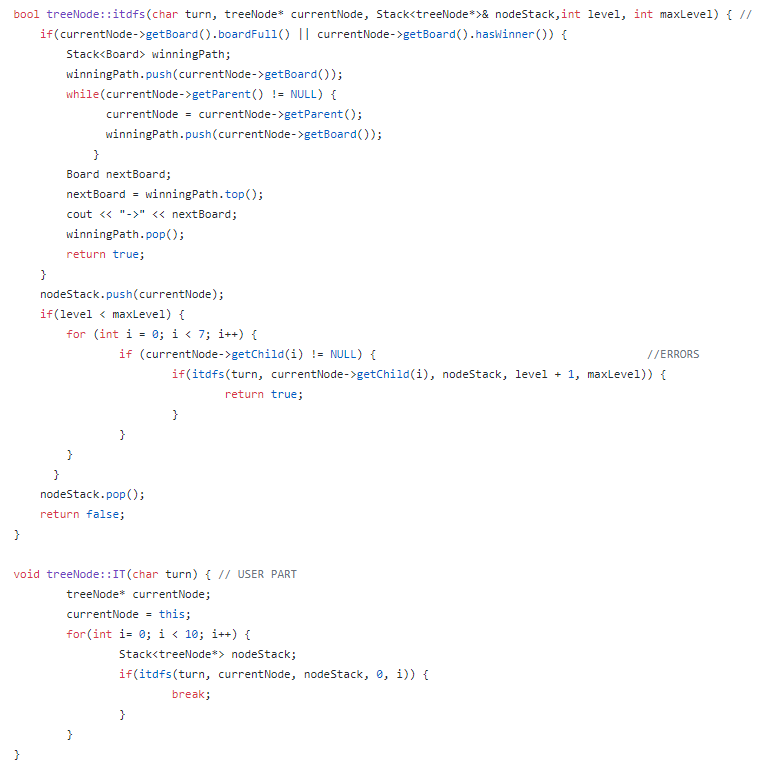 bool treeNode::itdfs(char turn, treeNode* currentNode, Stack<treeNode*>& nodeStack,int level, int maxLevel) { //
    if(currentNode->getBoard().boardFull() || currentNode->getBoard().hasWinner()) {
        Stack<Board> winningPath;
        winningPath.push(currentNode->getBoard());
        while(currentNode->getParent() != NULL) {
              currentNode = currentNode->getParent();
              winningPath.push(currentNode->getBoard());
            }
        Board nextBoard;
        nextBoard = winningPath.top();
        cout << "->" << nextBoard;
        winningPath.pop();
        return true;
    }
    nodeStack.push(currentNode);
    if(level < maxLevel) {
        for (int i = 0; i < 7; i++) {
                if (currentNode->getChild(i) != NULL) {                                         //ERRORS
                        if(itdfs(turn, currentNode->getChild(i), nodeStack, level + 1, maxLevel)) {
                                return true;
                        }
                }
        }
      }
    nodeStack.pop();
    return false;
}

void treeNode::IT(char turn) { // USER PART
        treeNode* currentNode;
        currentNode = this;
        for(int i= 0; i < 10; i++) {
                Stack<treeNode*> nodeStack;
                if(itdfs(turn, currentNode, nodeStack, 0, i)) {
                        break;
                }
        }
}